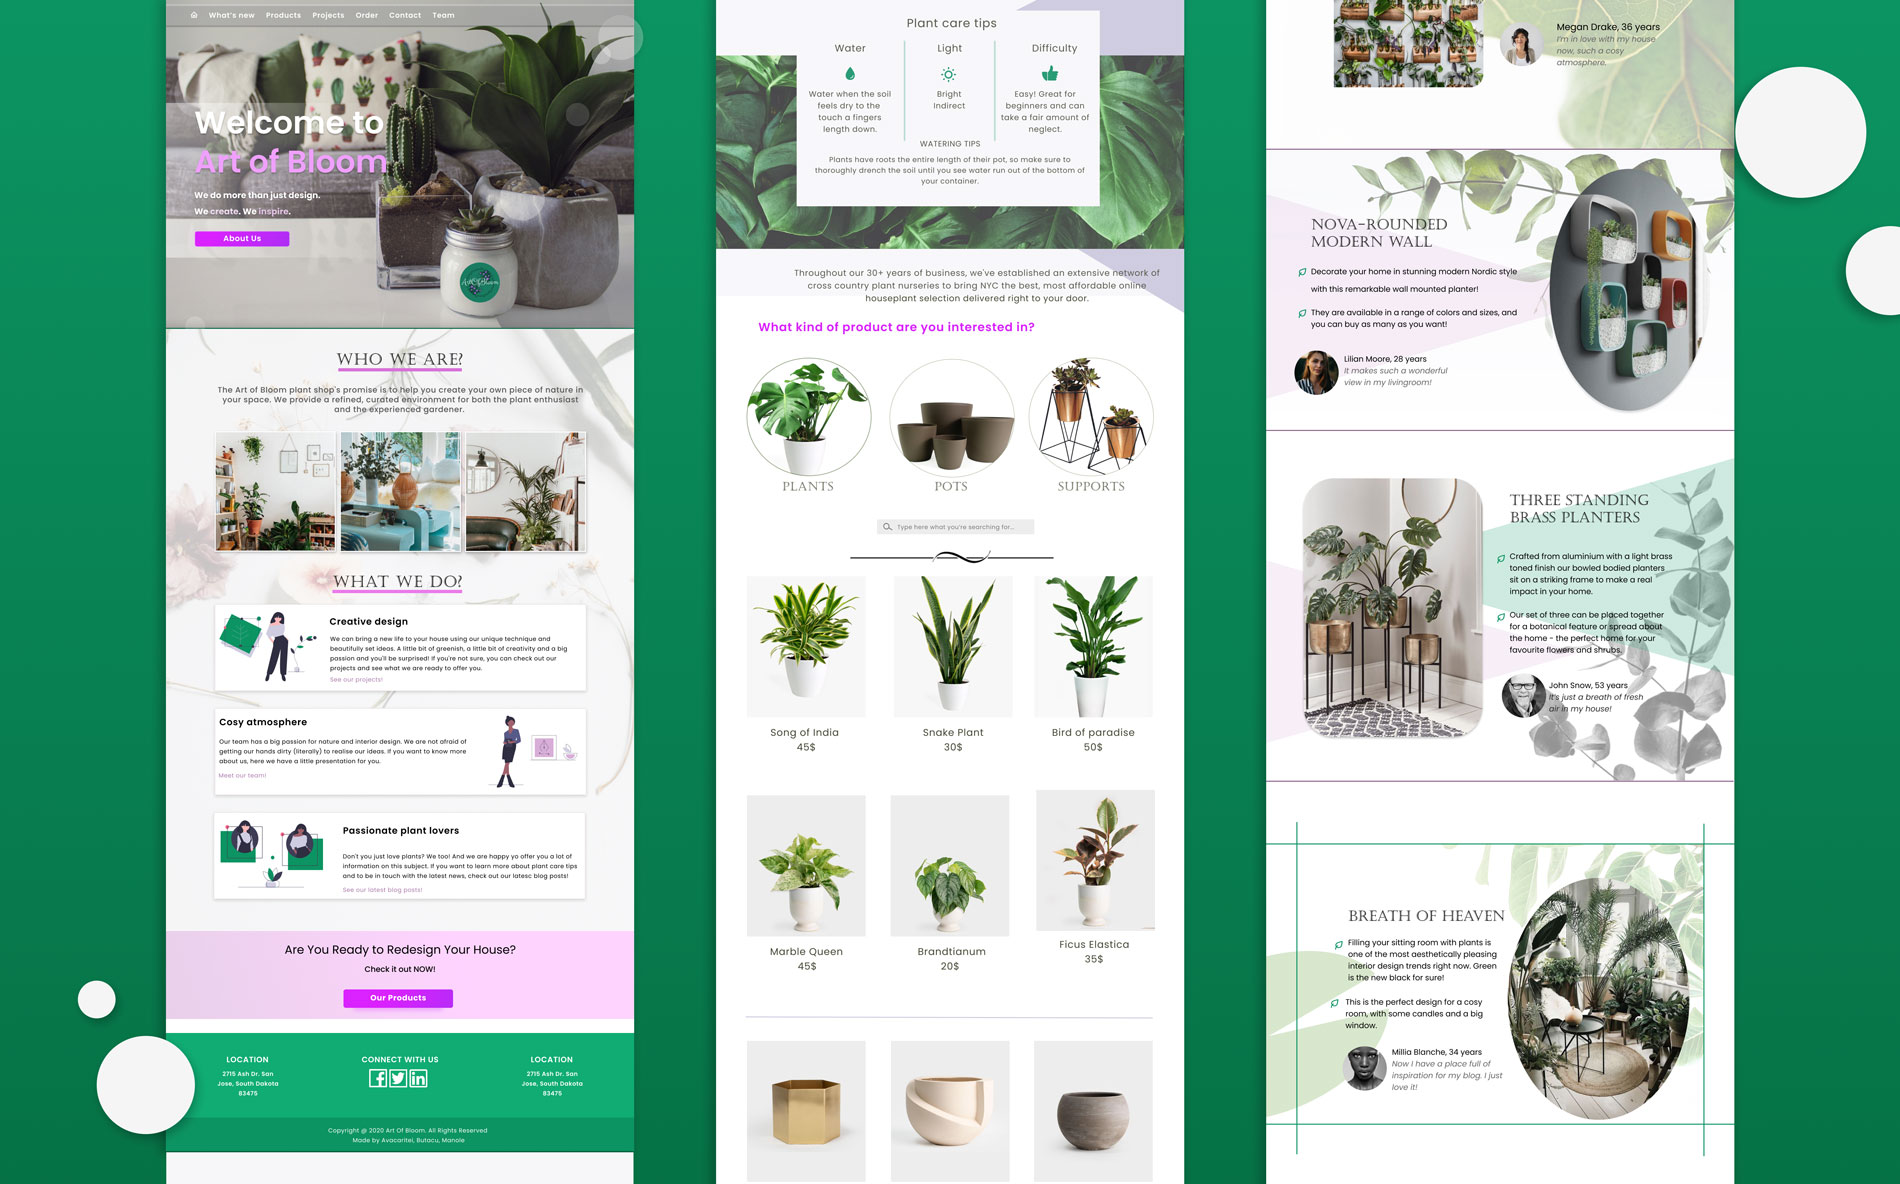 What's new Products Projects Order Contact Team
Welcome to
Art of Bloom
We do more than just design.
We create. We inspire.
About Us
Art Of Bloom
WHO WE ARE?
The Art of Bloom plant shop's promise is to help you create your own piece of nature in
your space. We provide a refined, curated environment for both the plant enthusiast
and the experienced gardener.
WHAT WE DO?
Creative design
We can bring a new life to your house using our unique technique and
beautifully set ideas. A little bit of greenish, a little bit of creativity and a big
passion and you'll be surprised! If you're not sure, you can check out our
projects and see what we are ready to offer you.
See our projects!
Cosy atmosphere
Our team has a big passion for nature and interior design. We are not afraid of
getting our hands dirty (literally) to realise our ideas. If you want to know more
about us, here we have a little presentation for you.
Meet our team!
Passionate plant lovers
Don't you just love plants? We too! And we are happy yo offer you a lot of
information on this subject. If you want to learn more about plant care tips
and to be in touch with the latest news, check out our latesc blog posts!
See our latest blog posts!
Are You Ready to Redesign Your House?
Check it out NOW!
Our Products
LOCATION
2715 Ash Dr. San
Jose, South Dakota
83475
CONNECT WITH US
LOCATION
2715 Ash Dr. San
Jose, South Dakota
83475
Copyright @ 2020 Art Of Bloom. All Rights Reserved
Made by Avacaritei, Butacu, Manole
Plant care tips
Water
Water when the soil
feels dry to the
touch a fingers
length down.
Light
Bright
Indirect
Difficulty
Easy! Great for
beginners and can
take a fair amount of
neglect.
WATERING TIPS
Plants have roots the entire length of their pot, so make sure to
thoroughly drench the soil until you see water run out of the bottom of
your container.
Throughout our 30+ years of business, we've established an extensive network of
cross country plant nurseries to bring NYC the best, most affordable online
houseplant selection delivered right to your door.
What kind of product are you interested in?
PLANTS
POTS
SUPPORTS
Type here what you're searching for...
Song of India
45$
Snake Plant
30$
Bird of paradise
50$
Marble Queen
45$
Brandtianum
20$
Ficus Elastica
35$
Megan Drake, 36 years
I'm in love with my house
now, such a cosy
atmosphere.
NOVA-ROUNDED
MODERN WALL
Decorate your home in stunning modern Nordic style
with this remarkable wall mounted planter!
They are available in a range of colors and sizes, and
you can buy as many as you want!
Lilian Moore, 28 years
It makes such a wonderful
view in my livingroom!
THREE STANDING
BRASS PLANTERS
Crafted from aluminium with a light brass
toned finish our bowled bodied planters
sit on a striking frame to make a real
impact in your home.
Our set of three can be placed together
for a botanical feature or spread about
the home - the perfect home for your
favourite flowers and shrubs.
John Snow, 53 years
It's just a breath of fresh
air in my house!
BREATH OF HEAVEN
Filling your sitting room with plants is
one of the most aesthetically pleasing
interior design trends right now. Green
is the new black for sure!
This is the perfect design for a cosy
room, with some candles and a big
window.
Millia Blanche, 34 years
Now I have a place full of
inspiration for my blog. I just
love it!